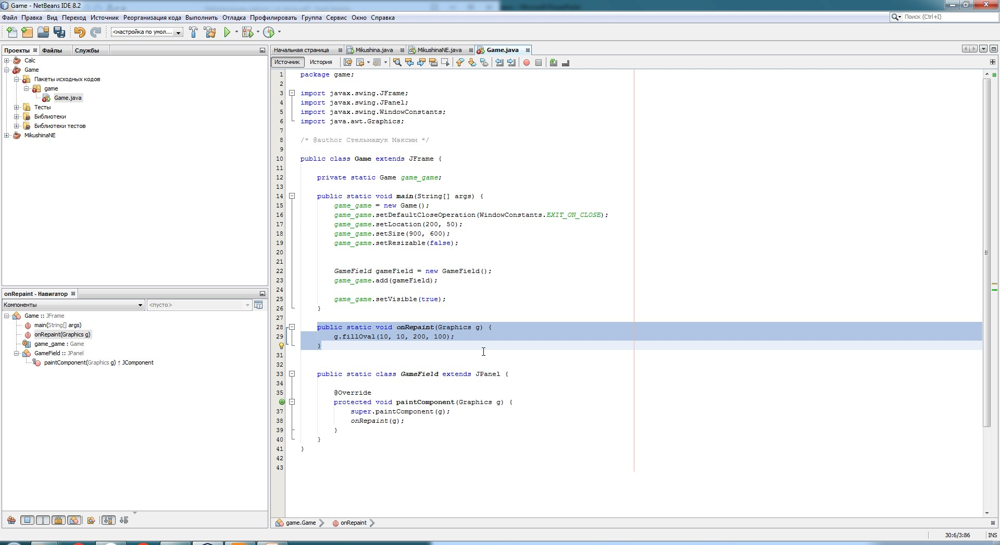 Game - NetBeans IDE 8.2
Файл Правка Вид Переход Источник Реорганизация кода Выполнить Отладка Профилировать Группа Сервис Окно Справка
Поиск (Ctrl+I)
<настройка по умол...
Проекты Файлы Службы
Calc
Game
Пакеты исходных кодов
game
Game.java
Тесты
Библиотеки
Библиотеки тестов
MikushinaNE
onRepaint - Навигатор
Компоненты <пусто>
Game :: JFrame
main(String[] args)
onRepaint(Graphics g)
game_game : Game
GameField :: JPanel
paintComponent(Graphics g) ↑ JComponent
Начальная страница Mikushina.java MikushinaNE.java Game.java
Источник История
1 package game;
2
3 import javax.swing.JFrame;
4 import javax.swing.JPanel;
5 import javax.swing.WindowConstants;
6 import java.awt.Graphics;
7
8 /* @author Стельмашук Максим */
9
10 public class Game extends JFrame {
11
12 private static Game game_game;
13
14 public static void main(String[] args) {
15 game_game = new Game();
16 game_game.setDefaultCloseOperation(WindowConstants.EXIT_ON_CLOSE);
17 game_game.setLocation(200, 50);
18 game_game.setSize(900, 600);
19 game_game.setResizable(false);
20
21
22 GameField gameField = new GameField();
23 game_game.add(gameField);
24
25 game_game.setVisible(true);
26 }
27
28 public static void onRepaint(Graphics g) {
29 g.fillOval(10, 10, 200, 100);
}
31
32
33 public static class GameField extends JPanel {
34
35 @Override
protected void paintComponent(Graphics g) {
37 super.paintComponent(g);
38 onRepaint(g);
39 }
40 }
41 }
42
43
game.Game onRepaint
30:6/3:86 INS